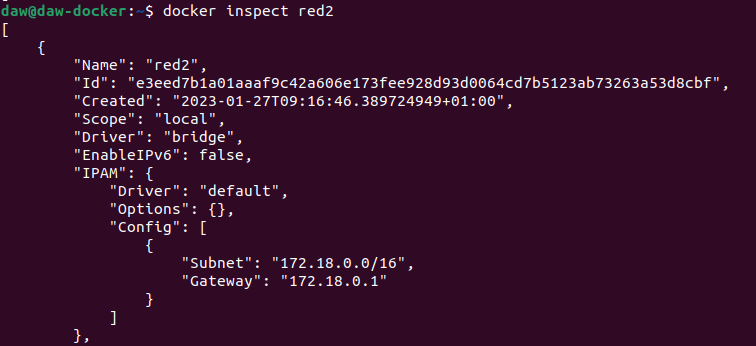 daw@daw-docker:~$ docker inspect red2
[
    {
        "Name": "red2",
        "Id": "e3eed7b1a01aaaf9c42a606e173fee928d93d0064cd7b5123ab73263a53d8cbf",
        "Created": "2023-01-27T09:16:46.389724949+01:00",
        "Scope": "local",
        "Driver": "bridge",
        "EnableIPv6": false,
        "IPAM": {
            "Driver": "default",
            "Options": {},
            "Config": [
                {
                    "Subnet": "172.18.0.0/16",
                    "Gateway": "172.18.0.1"
                }
            ]
        },